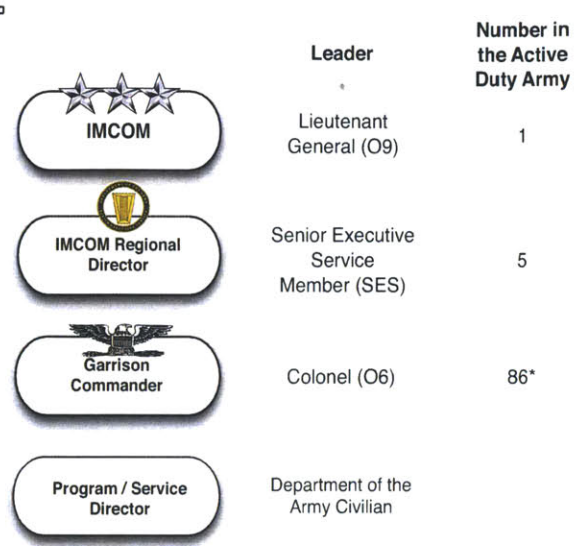 Leader
Number in
the Active
Duty Army
IMCOM
Lieutenant
General (O9)
1
IMCOM Regional
Director
Senior Executive
Service
Member (SES)
5
Garrison
Commander
Colonel (O6)
86*
Program / Service
Director
Department of the
Army Civilian